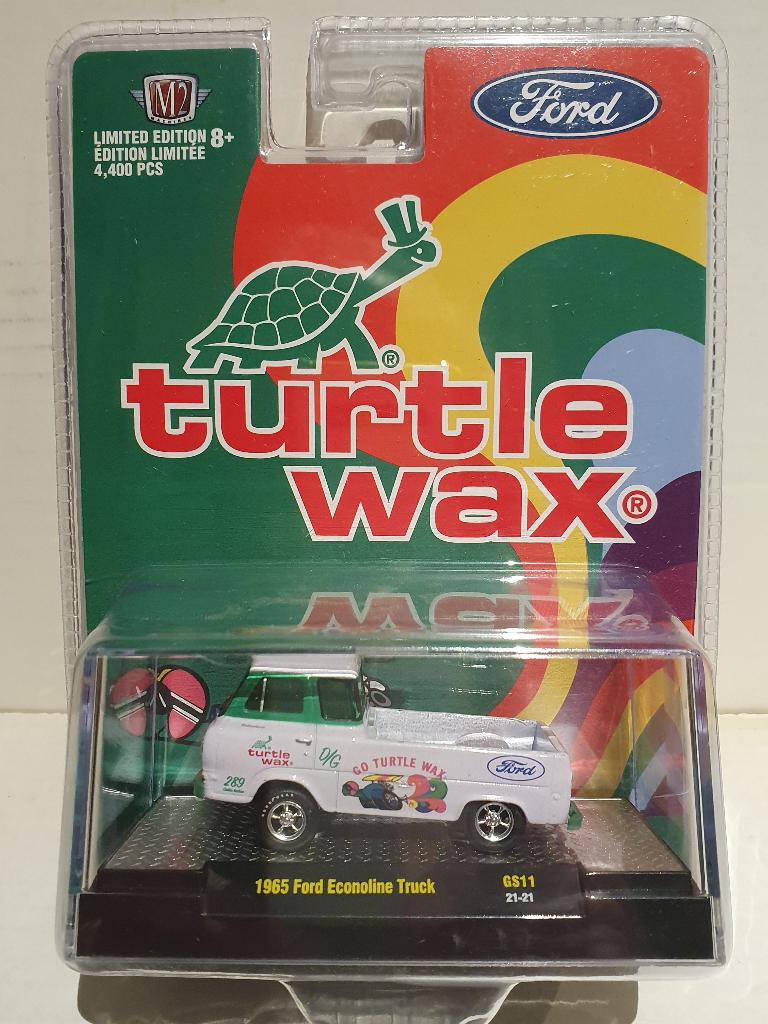 M2
MACHINES
LIMITED EDITION 8+
ÉDITION LIMITÉE
4,400 PCS
Ford
®
turtle
wax®
turtle
wax®
D/G
289
GO TURTLE WAX
Ford
1965 Ford Econoline Truck
GS11
21-21